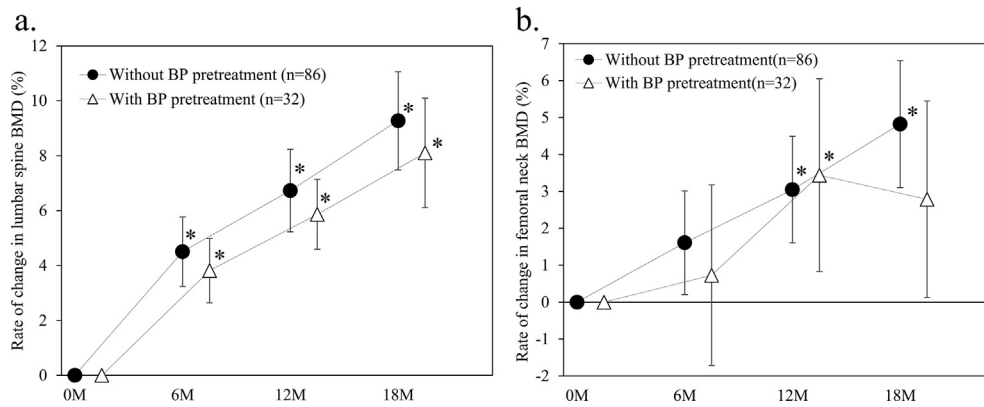 a.
Rate of change in lumbar spine BMD (%)
12
10
8
6
4
2
0
Without BP pretreatment (n=86)
With BP pretreatment (n=32)
*
*
*
*
*
*
0M 6M 12M 18M
b.
Rate of change in femoral neck BMD (%)
7
6
5
4
3
2
1
0
-1
-2
Without BP pretreatment(n=86)
With BP pretreatment(n=32)
*
*
*
0M 6M 12M 18M